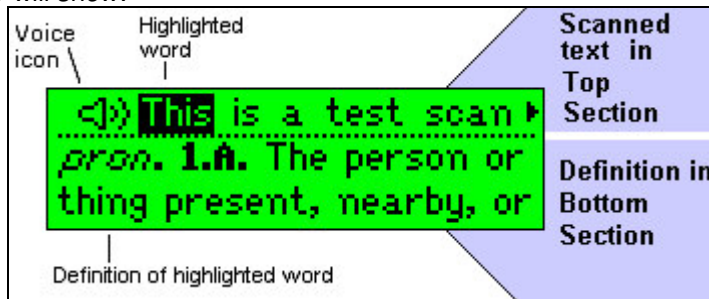 Voice
icon
Highlighted
word
Scanned
text in
Top
Section
This is a test scan
pron. 1.A. The person or
thing present, nearby, or
Definition in
Bottom
Section
Definition of highlighted word